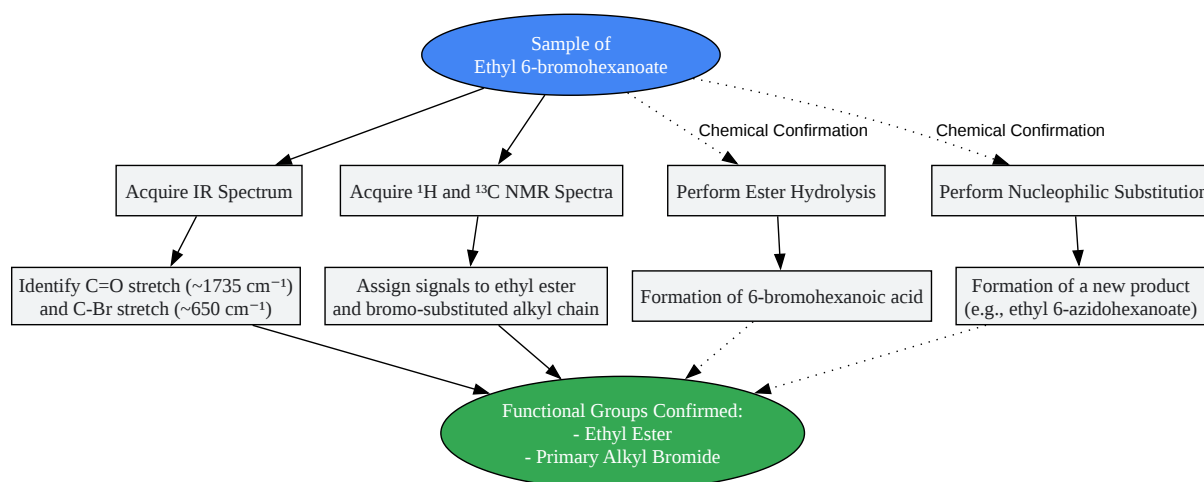 Sample of
Ethyl 6-bromohexanoate
Chemical Confirmation
Chemical Confirmation
Acquire IR Spectrum
Acquire ¹H and ¹³C NMR Spectra
Perform Ester Hydrolysis
Perform Nucleophilic Substitution
Identify C=O stretch (~1735 cm⁻¹)
and C-Br stretch (~650 cm⁻¹)
Assign signals to ethyl ester
and bromo-substituted alkyl chain
Formation of 6-bromohexanoic acid
Formation of a new product
(e.g., ethyl 6-azidohexanoate)
Functional Groups Confirmed:
- Ethyl Ester
- Primary Alkyl Bromide